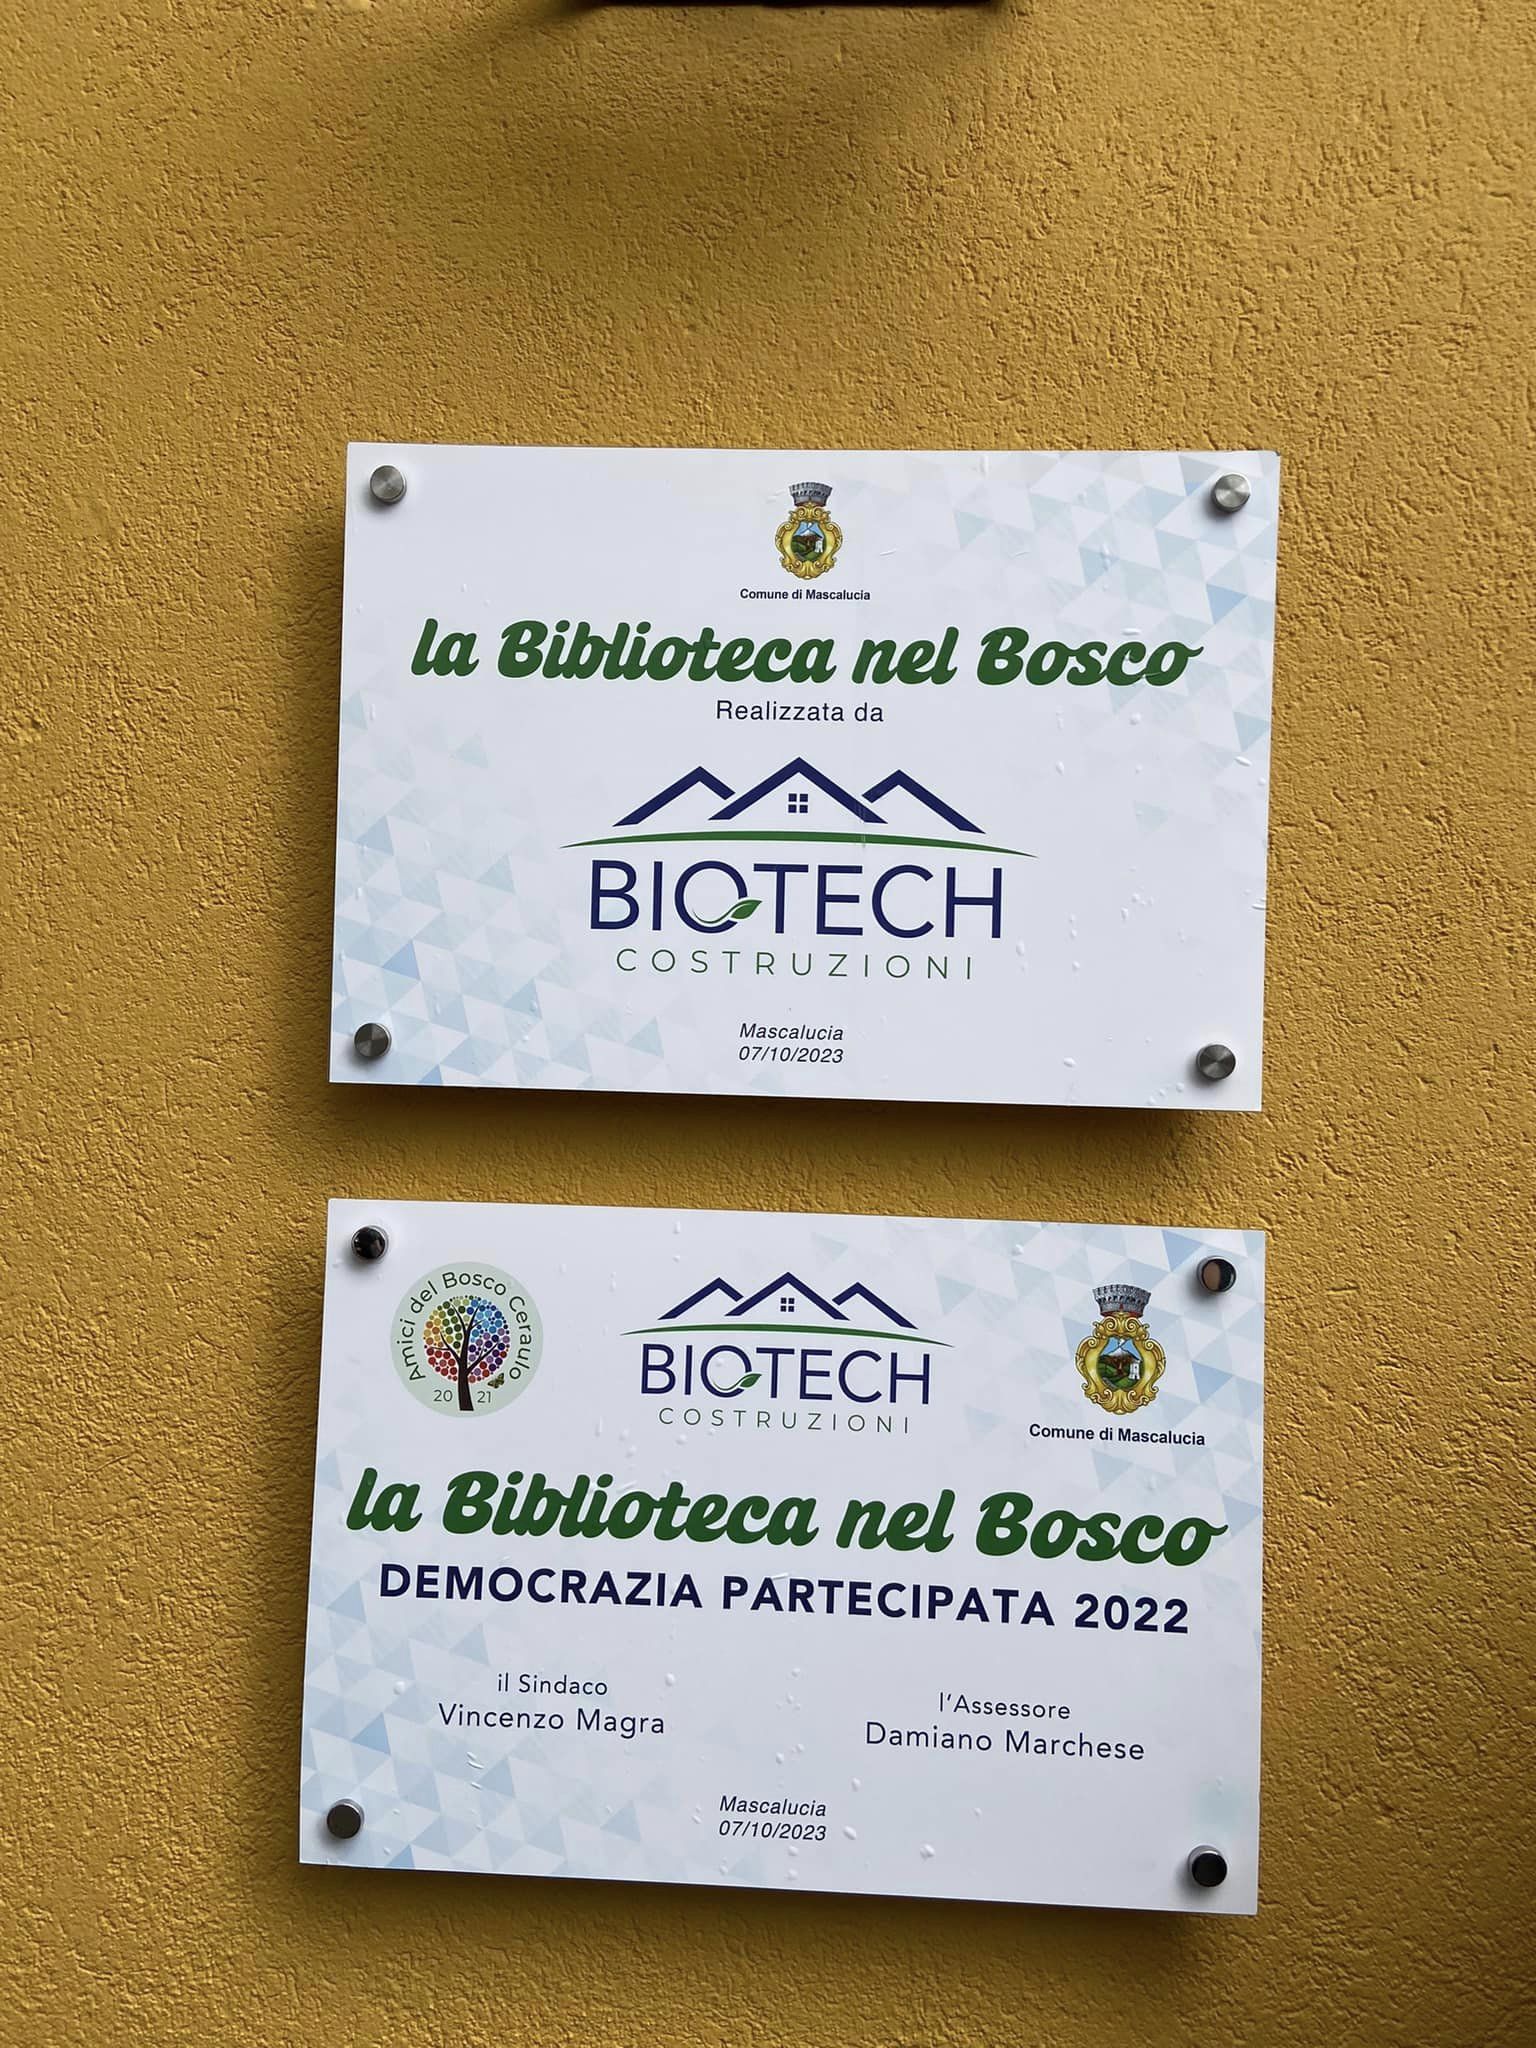 Comune di Mascalucia
la Biblioteca nel Bosco
Realizzata da
BIOTECH
COSTRUZIONI
Mascalucia
07/10/2023
Amici del Bosco Ceraulo
20 21
BIOTECH
COSTRUZIONI
Comune di Mascalucia
la Biblioteca nel Bosco
DEMOCRAZIA PARTECIPATA 2022
il Sindaco
Vincenzo Magra
l'Assessore
Damiano Marchese
Mascalucia
07/10/2023